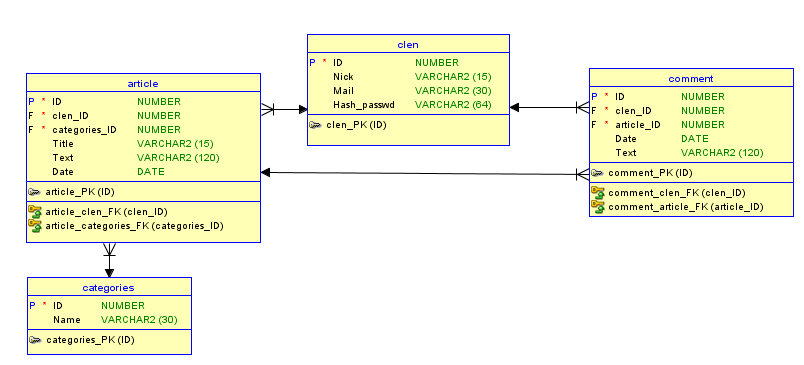 clen
P * ID NUMBER
Nick VARCHAR2 (15)
Mail VARCHAR2 (30)
Hash_passwd VARCHAR2 (64)
clen_PK (ID)
article
P * ID NUMBER
F * clen_ID NUMBER
F * categories_ID NUMBER
Title VARCHAR2 (15)
Text VARCHAR2 (120)
Date DATE
article_PK (ID)
article_clen_FK (clen_ID)
article_categories_FK (categories_ID)
comment
P * ID NUMBER
F * clen_ID NUMBER
F * article_ID NUMBER
Date DATE
Text VARCHAR2 (120)
comment_PK (ID)
comment_clen_FK (clen_ID)
comment_article_FK (article_ID)
categories
P * ID NUMBER
Name VARCHAR2 (30)
categories_PK (ID)